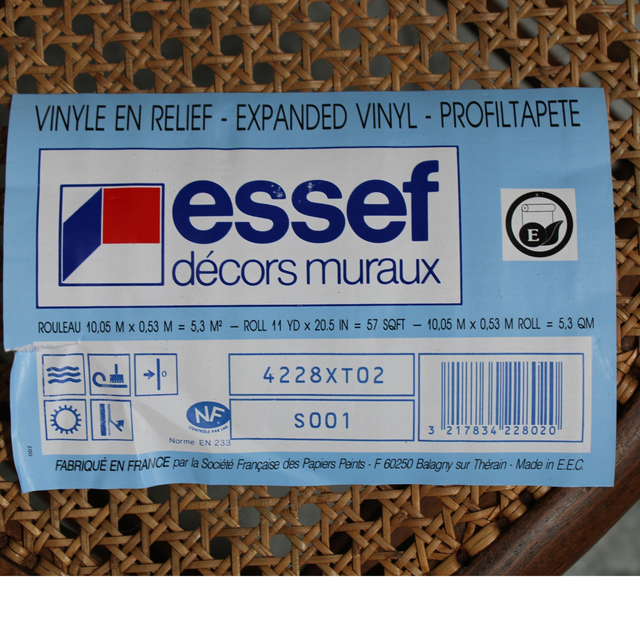 VINYLE EN RELIEF - EXPANDED VINYL - PROFILTAPETE
essef
décors muraux
E
ROULEAU 10,05 M x 0,53 M = 5,3 M² – ROLL 11 YD x 20.5 IN = 57 SQFT – 10,05 M x 0,53 M ROLL = 5,3 QM
0
4228XT02
NF
CONTRÔLÉ PAR
S001
3 217834 228020
Norme EN 233
FABRIQUÉ EN FRANCE par la Société Française des Papiers Peints - F 60250 Balagny sur Thérain - Made in E.E.C.